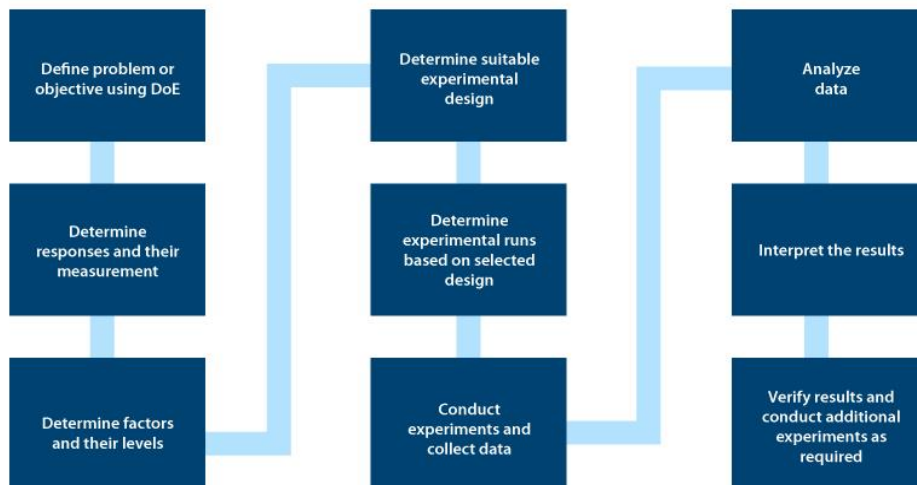 Define problem or
objective using DoE
Determine
responses and their
measurement
Determine factors
and their levels
Determine suitable
experimental
design
Determine
experimental runs
based on selected
design
Conduct
experiments and
collect data
Analyze
data
Interpret the results
Verify results and
conduct additional
experiments as
required